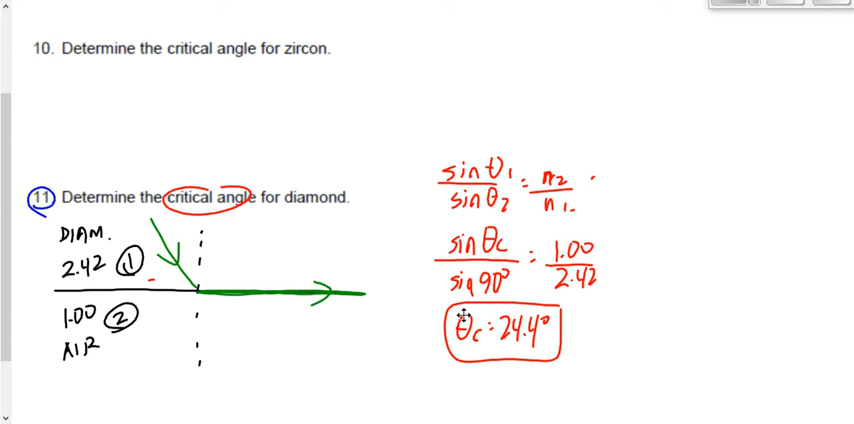 10. Determine the critical angle for zircon.
11 Determine the critical angle for diamond.
DIAM.
2.42 1
1.00 2
AIR
sin θ1 / sin θ2 = n2 / n1
sin θc / sin 90° = 1.00 / 2.42
θc = 24.4°